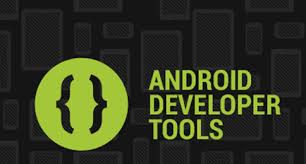 {}
ANDROID
DEVELOPER
TOOLS